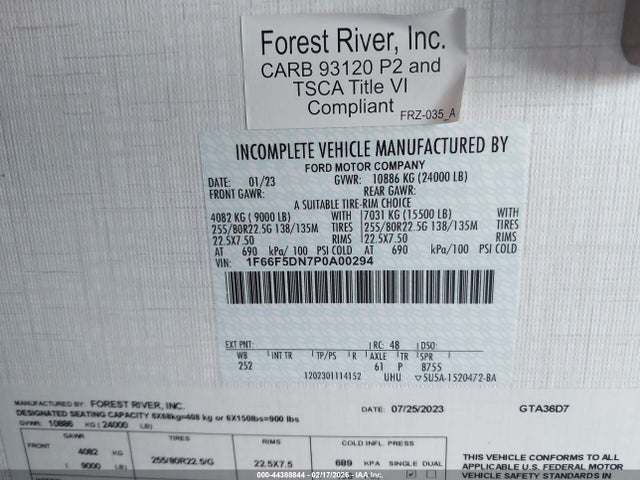 Forest River, Inc.
CARB 93120 P2 and
TSCA Title VI
Compliant
FRZ-035_A
INCOMPLETE VEHICLE MANUFACTURED BY
FORD MOTOR COMPANY
DATE: 01/23 GVWR: 10886 KG (24000 LB)
FRONT GAWR: REAR GAWR:
A SUITABLE TIRE-RIM CHOICE
4082 KG ( 9000 LB) WITH 7031 KG (15500 LB) WITH
255/80R22.5G 138/135M TIRES 255/80R22.5G 138/135M TIRES
22.5X7.50 RIMS 22.5X7.50 RIMS
AT 690 kPa/ 100 PSI COLD AT 690 kPa/ 100 PSI COLD
VIN: 1F66F5DN7P0A00294
EXT PNT: RC: 48 DSO:
WB INT TR TP/PS R AXLE TR SPR
252 61 P 8755
1202301114152 UHU ▽5U5A-1520472-BA
MANUFACTURED BY: FOREST RIVER, INC. DATE: 07/25/2023 GTA36D7
DESIGNATED SEATING CAPACITY 6X68kg=408 kg or 6X150lbs=900 lbs
GVWR: 10886 KG (24000 LB)
GAWR TIRES RIMS COLD INFL. PRESS
FRONT 4082 KG 255/80R22.5/G 22.5X7.5 689 KPA SINGLE DUAL
( 9000 LB)
THIS VEHICLE CONFORMS TO ALL
APPLICABLE U.S. FEDERAL MOTOR
VEHICLE SAFETY STANDARDS IN
© 000-44388844 (02/17/2026) © IAA, Inc.